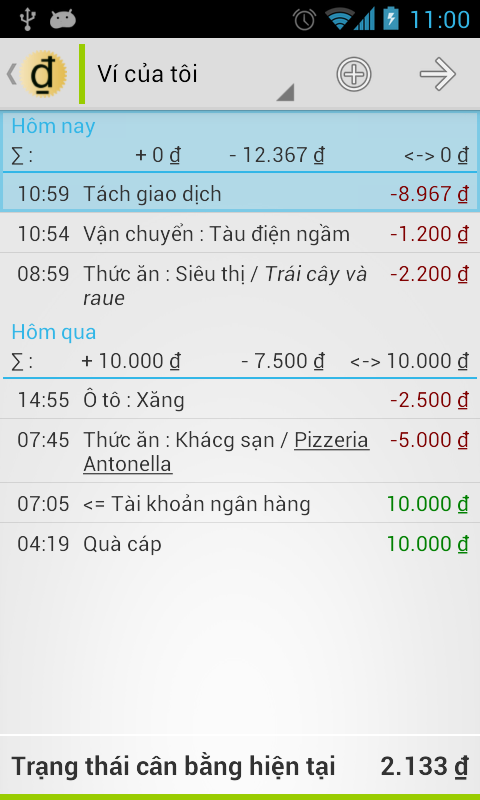 11:00
₫ Ví của tôi
Hôm nay
∑ : + 0 ₫ - 12.367 ₫ <-> 0 ₫
10:59 Tách giao dịch -8.967 ₫
10:54 Vận chuyển : Tàu điện ngầm -1.200 ₫
08:59 Thức ăn : Siêu thị / Trái cây và -2.200 ₫
raue
Hôm qua
∑ : + 10.000 ₫ - 7.500 ₫ <-> 10.000 ₫
14:55 Ô tô : Xăng -2.500 ₫
07:45 Thức ăn : KháCg sạn / Pizzeria -5.000 ₫
Antonella
07:05 <= Tài khoản ngân hàng 10.000 ₫
04:19 Quà cáp 10.000 ₫
Trạng thái cân bằng hiện tại 2.133 ₫